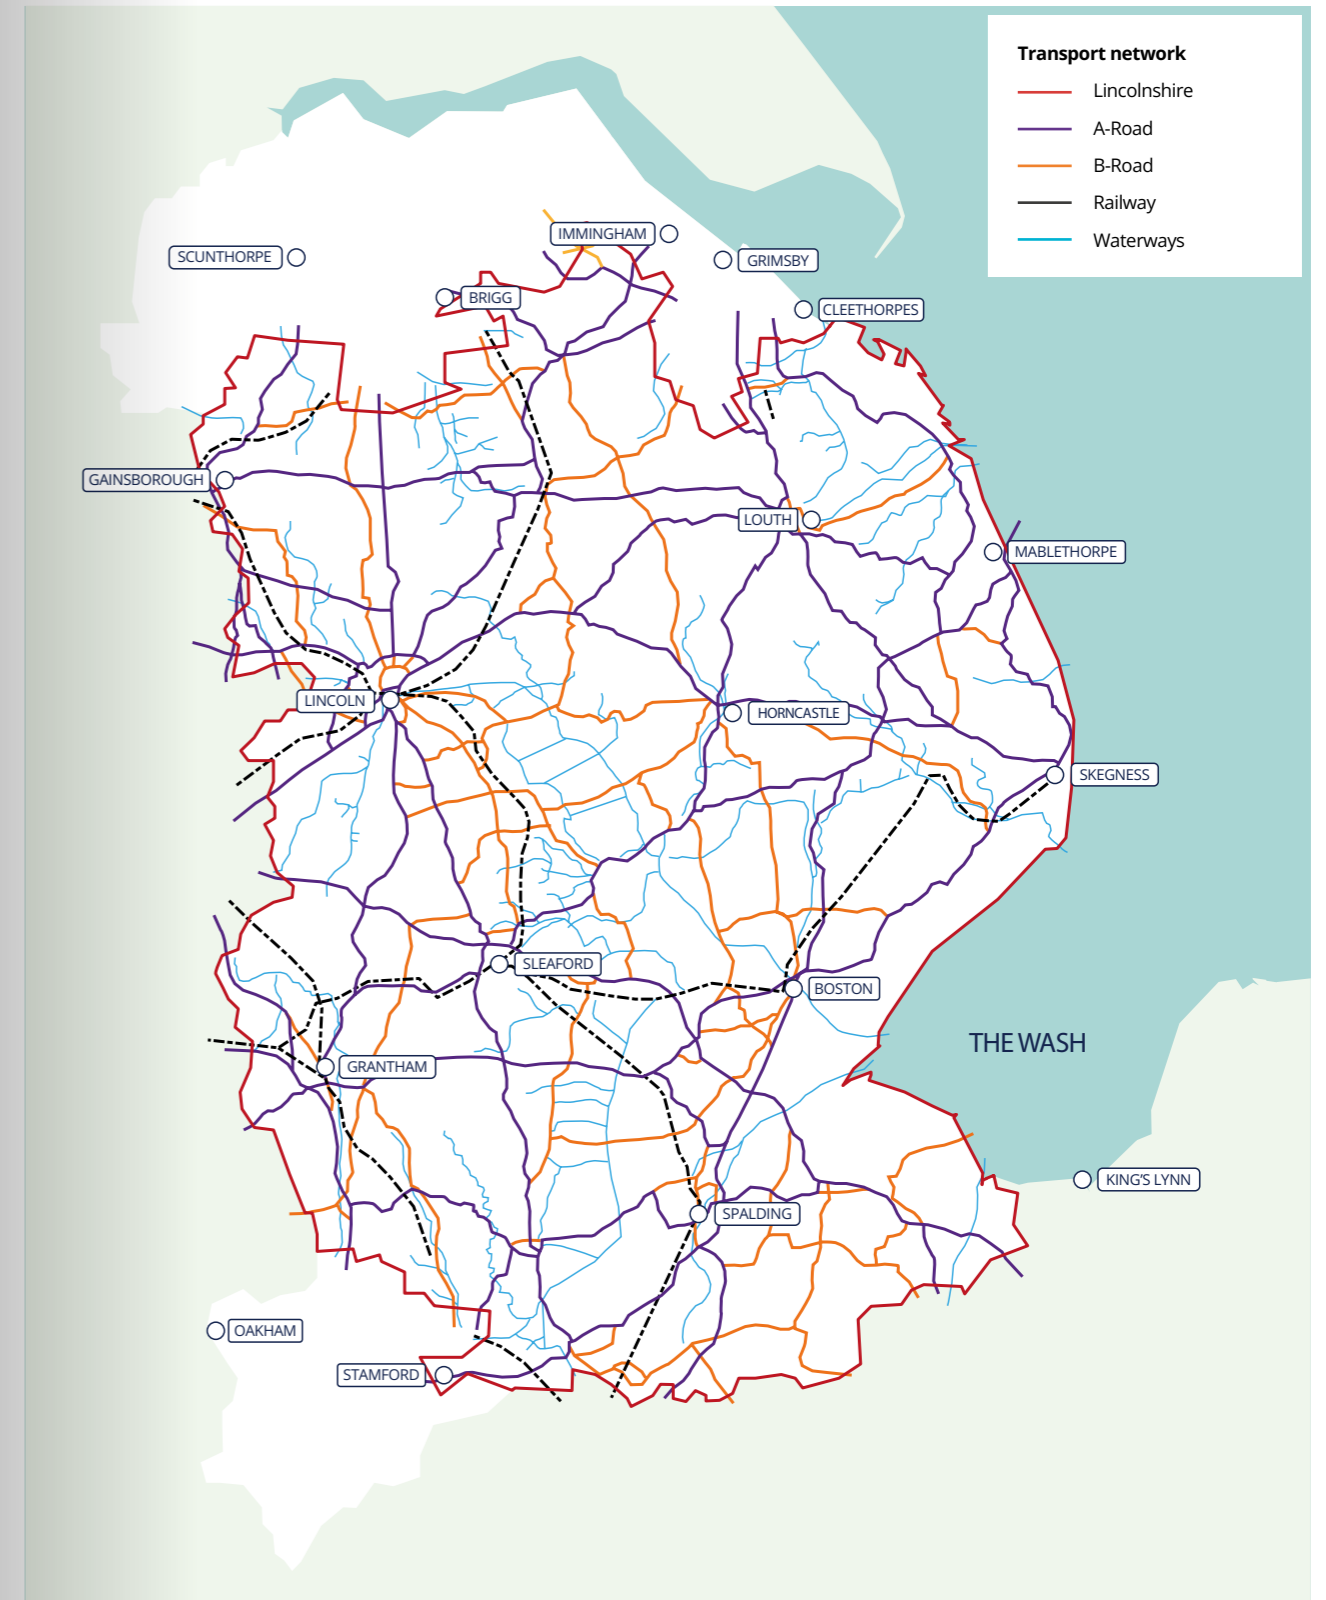 Transport network
Lincolnshire
A-Road
B-Road
Railway
Waterways
IMMINGHAM
SCUNTHORPE
GRIMSBY
BRIGG
CLEETHORPES
GAINSBOROUGH
LOUTH
MABLETHORPE
LINCOLN
HORNCASTLE
SKEGNESS
SLEAFORD
BOSTON
THE WASH
GRANTHAM
KING'S LYNN
SPALDING
OAKHAM
STAMFORD